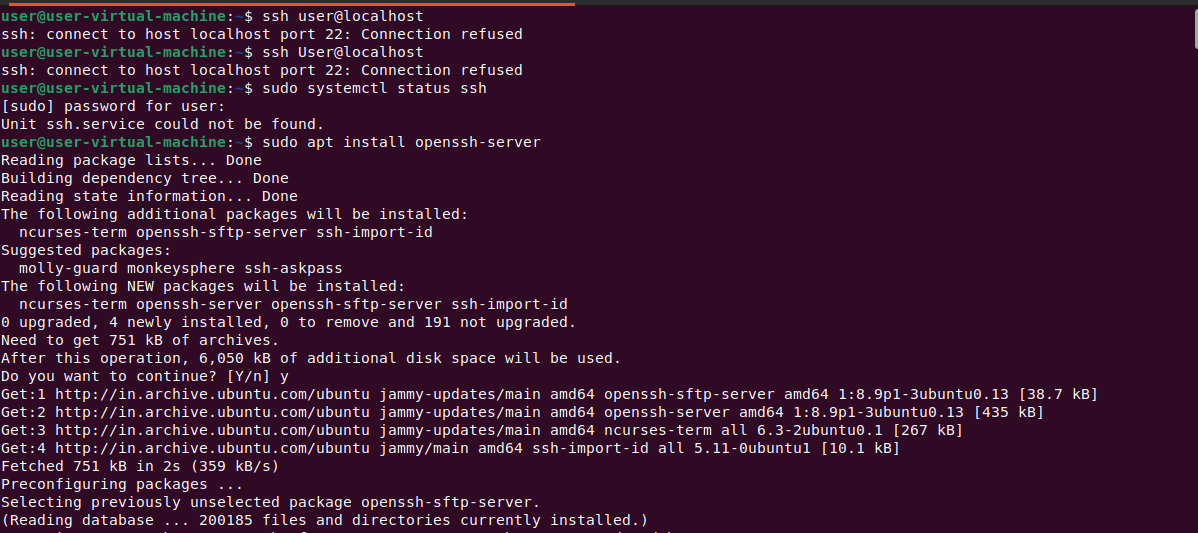 user@user-virtual-machine:~$ ssh user@localhost
ssh: connect to host localhost port 22: Connection refused
user@user-virtual-machine:~$ ssh User@localhost
ssh: connect to host localhost port 22: Connection refused
user@user-virtual-machine:~$ sudo systemctl status ssh
[sudo] password for user:
Unit ssh.service could not be found.
user@user-virtual-machine:~$ sudo apt install openssh-server
Reading package lists... Done
Building dependency tree... Done
Reading state information... Done
The following additional packages will be installed:
  ncurses-term openssh-sftp-server ssh-import-id
Suggested packages:
  molly-guard monkeysphere ssh-askpass
The following NEW packages will be installed:
  ncurses-term openssh-server openssh-sftp-server ssh-import-id
0 upgraded, 4 newly installed, 0 to remove and 191 not upgraded.
Need to get 751 kB of archives.
After this operation, 6,050 kB of additional disk space will be used.
Do you want to continue? [Y/n] y
Get:1 http://in.archive.ubuntu.com/ubuntu jammy-updates/main amd64 openssh-sftp-server amd64 1:8.9p1-3ubuntu0.13 [38.7 kB]
Get:2 http://in.archive.ubuntu.com/ubuntu jammy-updates/main amd64 openssh-server amd64 1:8.9p1-3ubuntu0.13 [435 kB]
Get:3 http://in.archive.ubuntu.com/ubuntu jammy-updates/main amd64 ncurses-term all 6.3-2ubuntu0.1 [267 kB]
Get:4 http://in.archive.ubuntu.com/ubuntu jammy/main amd64 ssh-import-id all 5.11-0ubuntu1 [10.1 kB]
Fetched 751 kB in 2s (359 kB/s)
Preconfiguring packages ...
Selecting previously unselected package openssh-sftp-server.
(Reading database ... 200185 files and directories currently installed.)